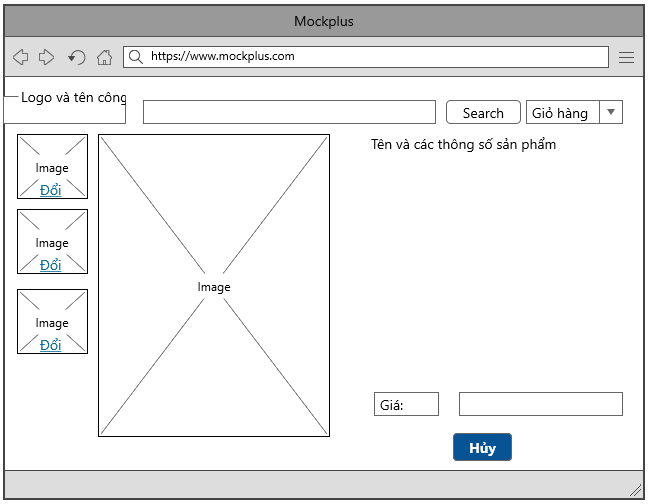 Mockplus
https://www.mockplus.com
Logo và tên công
Search
Giỏ hàng
Image
Đổi
Image
Đổi
Image
Đổi
Image
Tên và các thông số sản phẩm
Giá:
Hủy